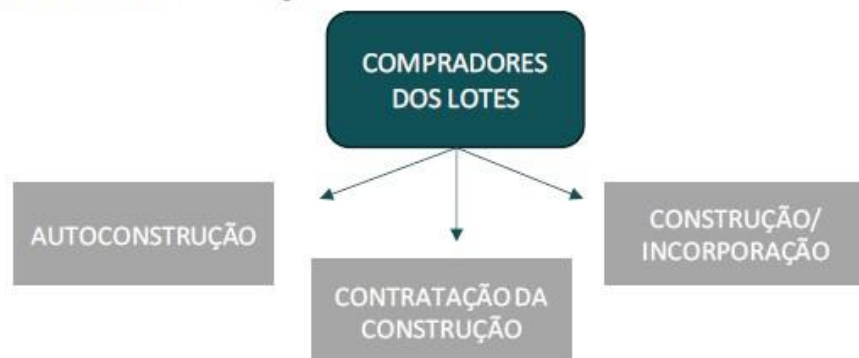 COMPRADORES
DOS LOTES
AUTOCONSTRUÇÃO
CONTRATAÇÃO DA
CONSTRUÇÃO
CONSTRUÇÃO/
INCORPORAÇÃO